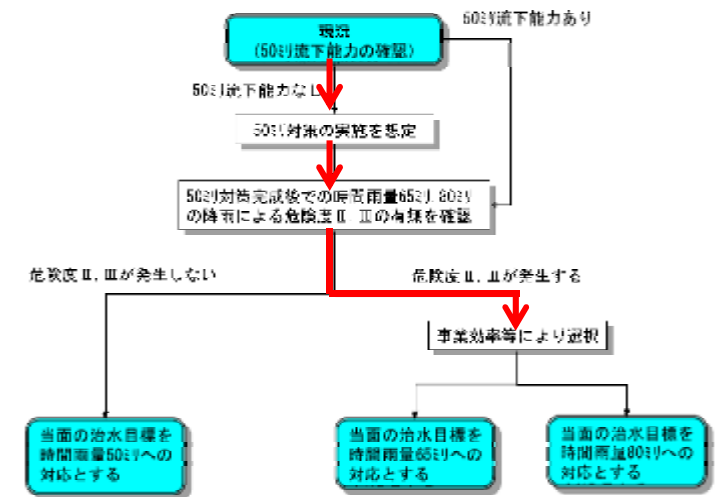 現況
(50ミリ流下能力の確認)
50ミリ流下能力あり
50ミリ流下能力なし
50ミリ対策の実施を想定
50ミリ対策完成後での時間雨量65ミリ, 80ミリ
の降雨による危険度Ⅱ, Ⅲの有無を確認
危険度Ⅱ, Ⅲが発生しない
危険度Ⅱ, Ⅲが発生する
事業効率等により選択
当面の治水目標を
時間雨量50ミリへの
対応とする
当面の治水目標を
時間雨量65ミリへの
対応とする
当面の治水目標を
時間雨量80ミリへの
対応とする